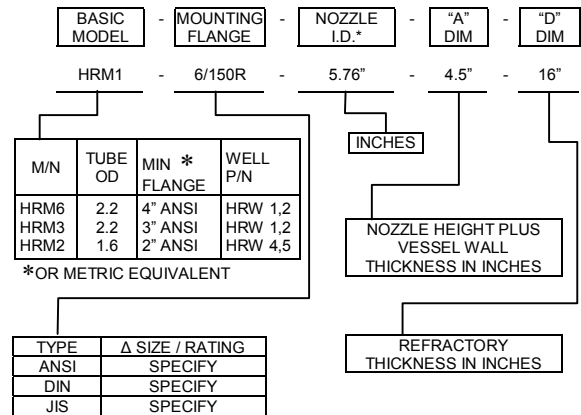 BASIC MODEL - MOUNTING FLANGE - NOZZLE I.D.* - “A” DIM - “D” DIM
HRM1 - 6/150R - 5.76” - 4.5” - 16”
INCHES
M/N TUBE OD MIN * FLANGE WELL P/N
HRM6 2.2 4” ANSI HRW 1,2
HRM3 2.2 3” ANSI HRW 1,2
HRM2 1.6 2” ANSI HRW 4,5
*OR METRIC EQUIVALENT
NOZZLE HEIGHT PLUS
VESSEL WALL
THICKNESS IN INCHES
REFRACTORY
THICKNESS IN INCHES
TYPE Δ SIZE / RATING
ANSI SPECIFY
DIN SPECIFY
JIS SPECIFY